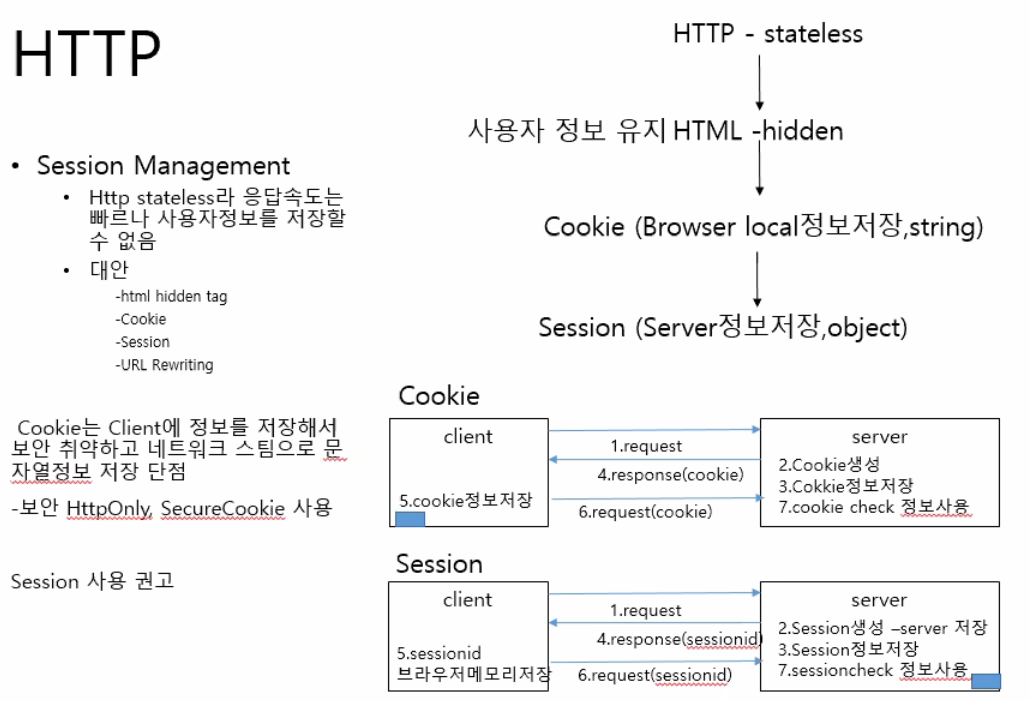 HTTP
• Session Management
• Http stateless라 응답속도는
빠르나 사용자정보를 저장할
수 없음
• 대안
-html hidden tag
-Cookie
-Session
-URL Rewriting
Cookie는 Client에 정보를 저장해서
보안 취약하고 네트워크 스팀으로 문
자열정보 저장 단점
-보안 HttpOnly, SecureCookie 사용
Session 사용 권고
HTTP - stateless
사용자 정보 유지 HTML -hidden
Cookie (Browser local정보저장,string)
Session (Server정보저장,object)
Cookie
client
5.cookie정보저장
1.request
4.response(cookie)
6.request(cookie)
server
2.Cookie생성
3.Cokkie정보저장
7.cookie check 정보사용
Session
client
5.sessionid
브라우저메모리저장
1.request
4.response(sessionid)
6.request(sessionid)
server
2.Session생성 –server 저장
3.Session정보저장
7.sessioncheck 정보사용